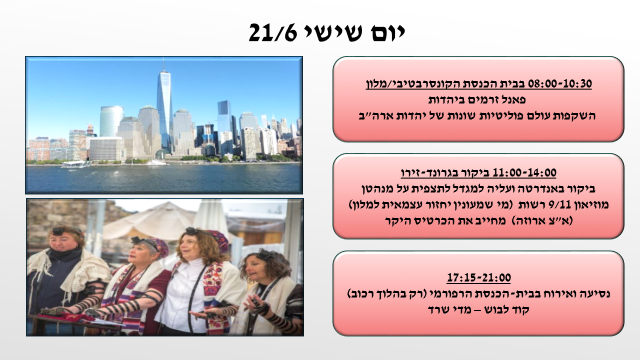 יום שישי 21/6
08:00-10:30 בבית הכנסת הקונסרבטיבי/מלון
פאנל זרמים ביהדות
השקפות עולם פוליטיות שונות של יהדות ארה״ב
11:00-14:00 ביקור בגרונד-זירו
ביקור באנדרטה ועליה למגדל לתצפית על מנהטן
מוזיאון 9/11 רשות (מי שמעונין יחזור עצמאית למלון)
(א״צ ארוזה) מחייב את הכרטיס היקר
17:15-21:00
נסיעה ואירוח בבית-הכנסת הרפורמי (רק בהלוך רכוב)
קוד לבוש – מדי שרד